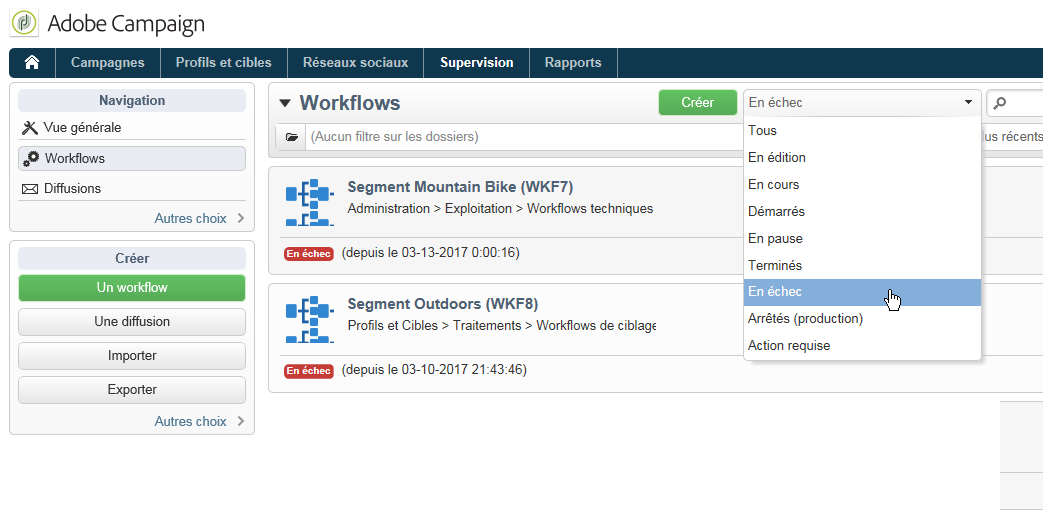 Adobe Campaign
Campagnes Profils et cibles Réseaux sociaux Supervision Rapports
Navigation
Vue générale
Workflows
Diffusions
Autres choix
Créer
Un workflow
Une diffusion
Importer
Exporter
Autres choix
Workflows
Créer
En échec
(Aucun filtre sur les dossiers)
lus récents
Tous
En édition
En cours
Démarrés
En pause
Terminés
En échec
Arrêtés (production)
Action requise
Segment Mountain Bike (WKF7)
Administration > Exploitation > Workflows techniques
En échec (depuis le 03-13-2017 0:00:16)
Segment Outdoors (WKF8)
Profils et Cibles > Traitements > Workflows de ciblage
En échec (depuis le 03-10-2017 21:43:46)